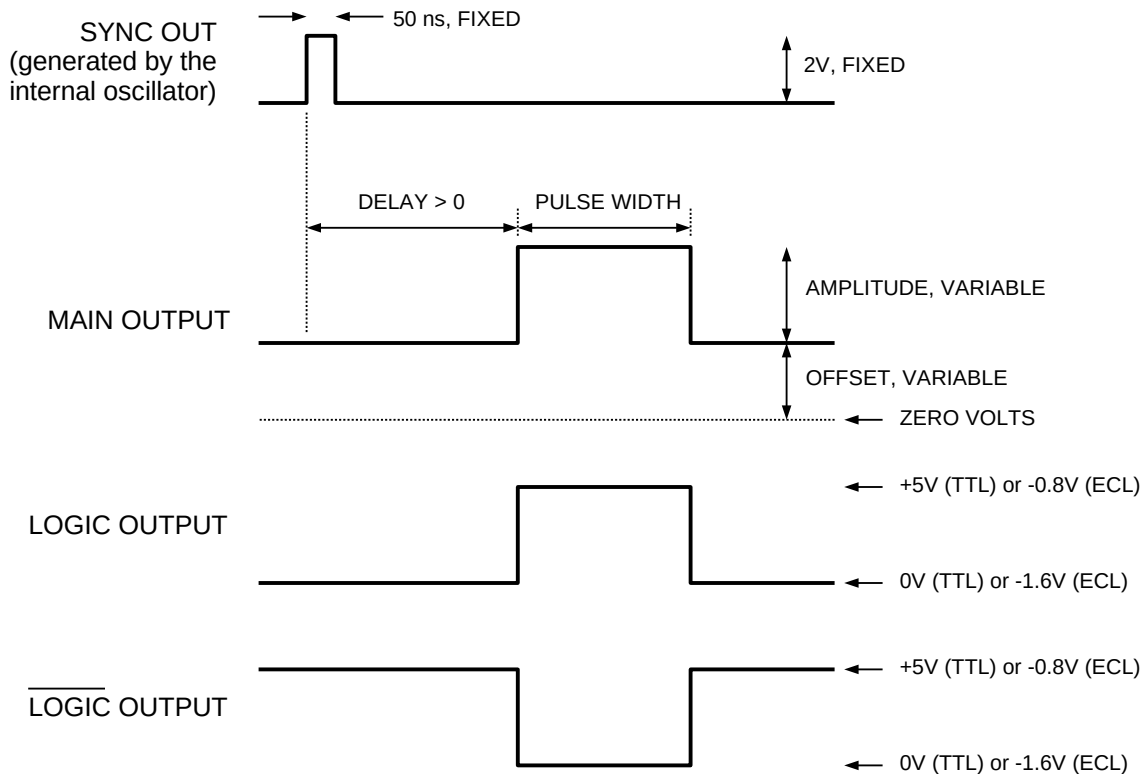 SYNC OUT
(generated by the
internal oscillator)
50 ns, FIXED
2V, FIXED
DELAY > 0
PULSE WIDTH
MAIN OUTPUT
AMPLITUDE, VARIABLE
OFFSET, VARIABLE
ZERO VOLTS
LOGIC OUTPUT
+5V (TTL) or -0.8V (ECL)
0V (TTL) or -1.6V (ECL)
LOGIC OUTPUT
+5V (TTL) or -0.8V (ECL)
0V (TTL) or -1.6V (ECL)